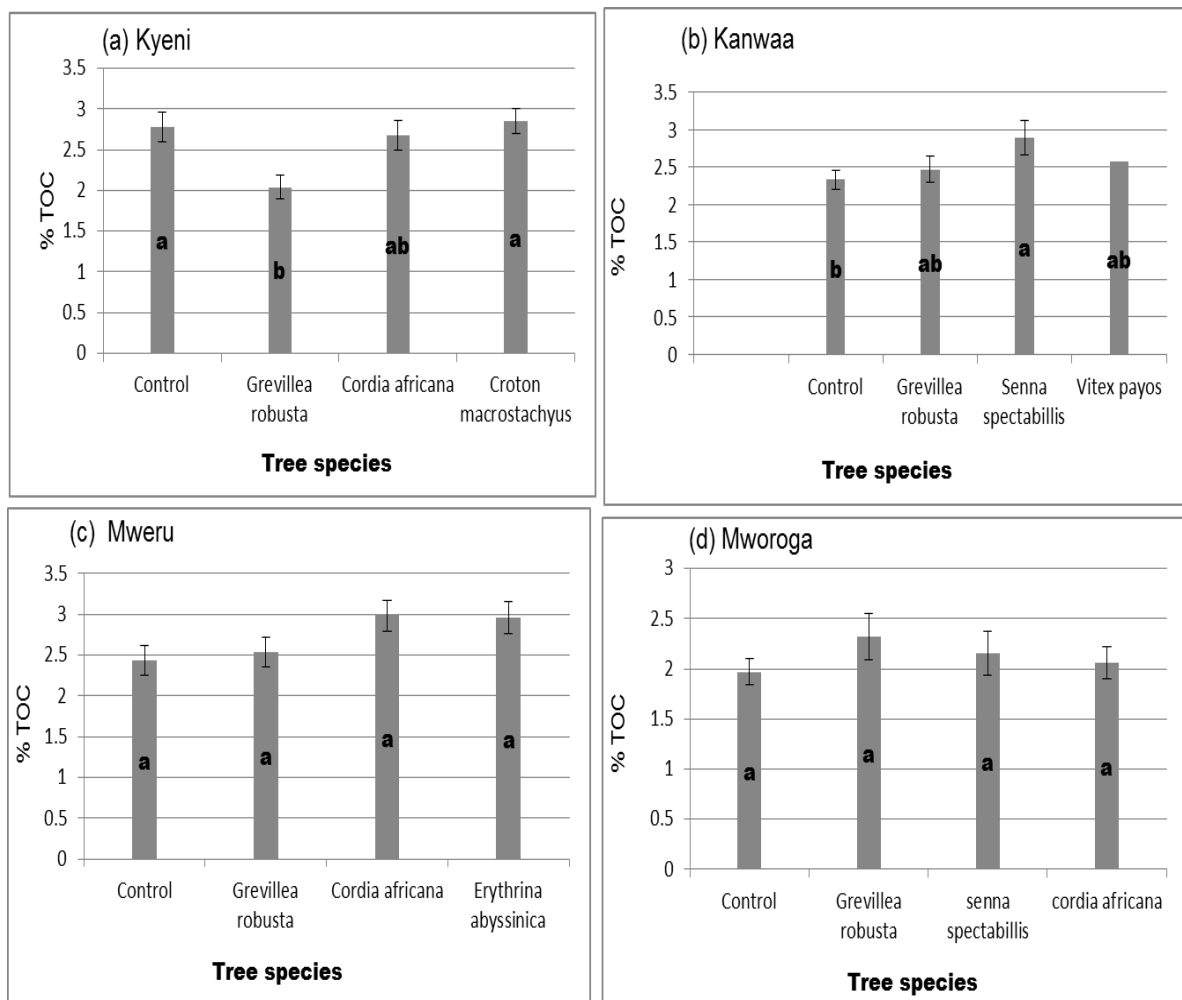 (a) Kyeni
3.5
3
2.5
2
1.5
1
0.5
0
% TOC
a
b
ab
a
Control
Grevillea
robusta
Cordia africana
Croton
macrostachyus
Tree species
(b) Kanwaa
3.5
3
2.5
2
1.5
1
0.5
0
% TOC
b
ab
a
ab
Control
Grevillea
robusta
Senna
spectabillis
Vitex payos
Tree species
(c) Mweru
3.5
3
2.5
2
1.5
1
0.5
0
% TOC
a
a
a
a
Control
Grevillea
robusta
Cordia africana
Erythrina
abyssinica
Tree species
(d) Mworoga
3
2.5
2
1.5
1
0.5
0
% TOC
a
a
a
a
Control
Grevillea
robusta
senna
spectabillis
cordia africana
Tree species